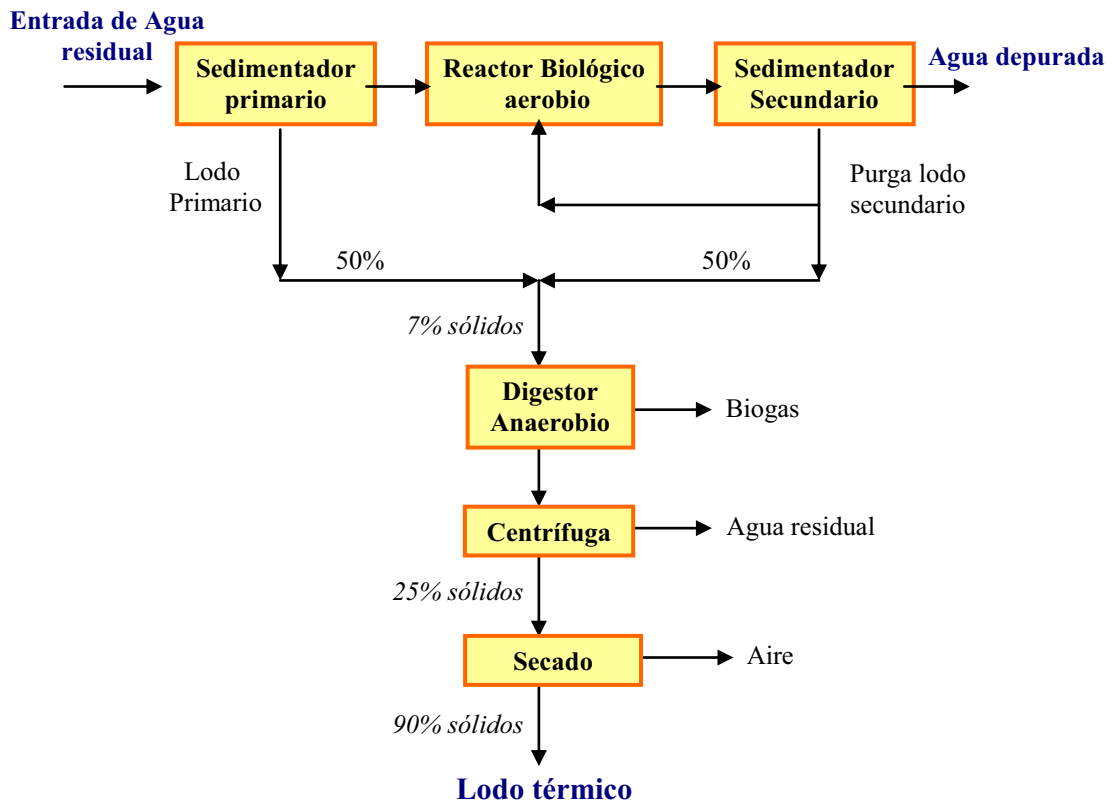 Entrada de Agua
residual
Sedimentador
primario
Reactor Biológico
aerobio
Sedimentador
Secundario
Agua depurada
Lodo
Primario
Purga lodo
secundario
50%
50%
7% sólidos
Digestor
Anaerobio
Biogas
Centrífuga
Agua residual
25% sólidos
Secado
Aire
90% sólidos
Lodo térmico